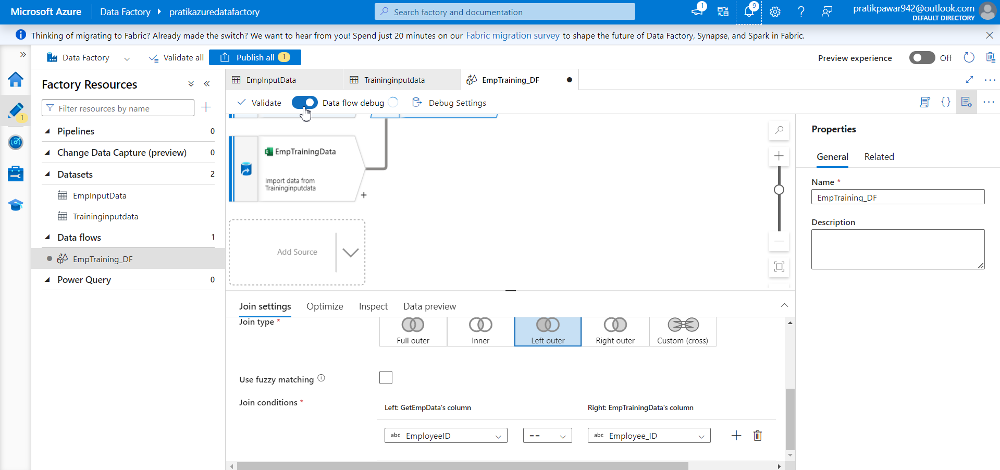 Microsoft Azure
Data Factory
pratikazuredatafactory
Search factory and documentation
1
9
pratikpawar942@outlook.com
DEFAULT DIRECTORY
Thinking of migrating to Fabric? Already made the switch? We want to hear from you! Spend just 20 minutes on our Fabric migration survey to shape the future of Data Factory, Synapse, and Spark in Fabric.
Data Factory
Validate all
Publish all 1
Preview experience
Off
1
Factory Resources
Filter resources by name
Pipelines 0
Change Data Capture (preview) 0
Datasets 2
EmpInputData
Traininginputdata
Data flows 1
EmpTraining_DF
Power Query 0
EmpInputData
Traininginputdata
EmpTraining_DF
Validate
Data flow debug
Debug Settings
{}
EmpTrainingData
Import data from
Traininginputdata
+
Add Source
Join settings
Optimize
Inspect
Data preview
Join type *
Full outer
Inner
Left outer
Right outer
Custom (cross)
Use fuzzy matching
Join conditions *
Left: GetEmpData's column
Right: EmpTrainingData's column
abc EmployeeID
==
abc Employee_ID
Properties
General
Related
Name *
EmpTraining_DF
Description